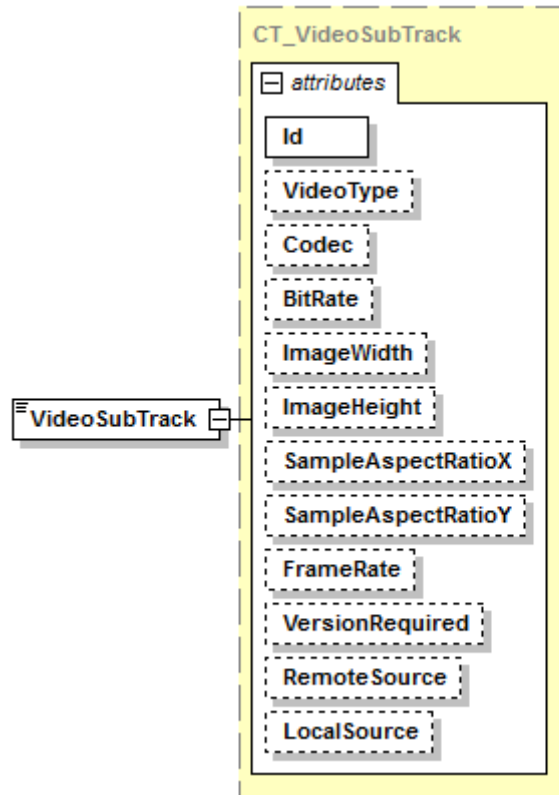 CT_VideoSubTrack
attributes
Id
VideoType
Codec
BitRate
ImageWidth
ImageHeight
VideoSubTrack
SampleAspectRatioX
SampleAspectRatioY
FrameRate
VersionRequired
RemoteSource
LocalSource